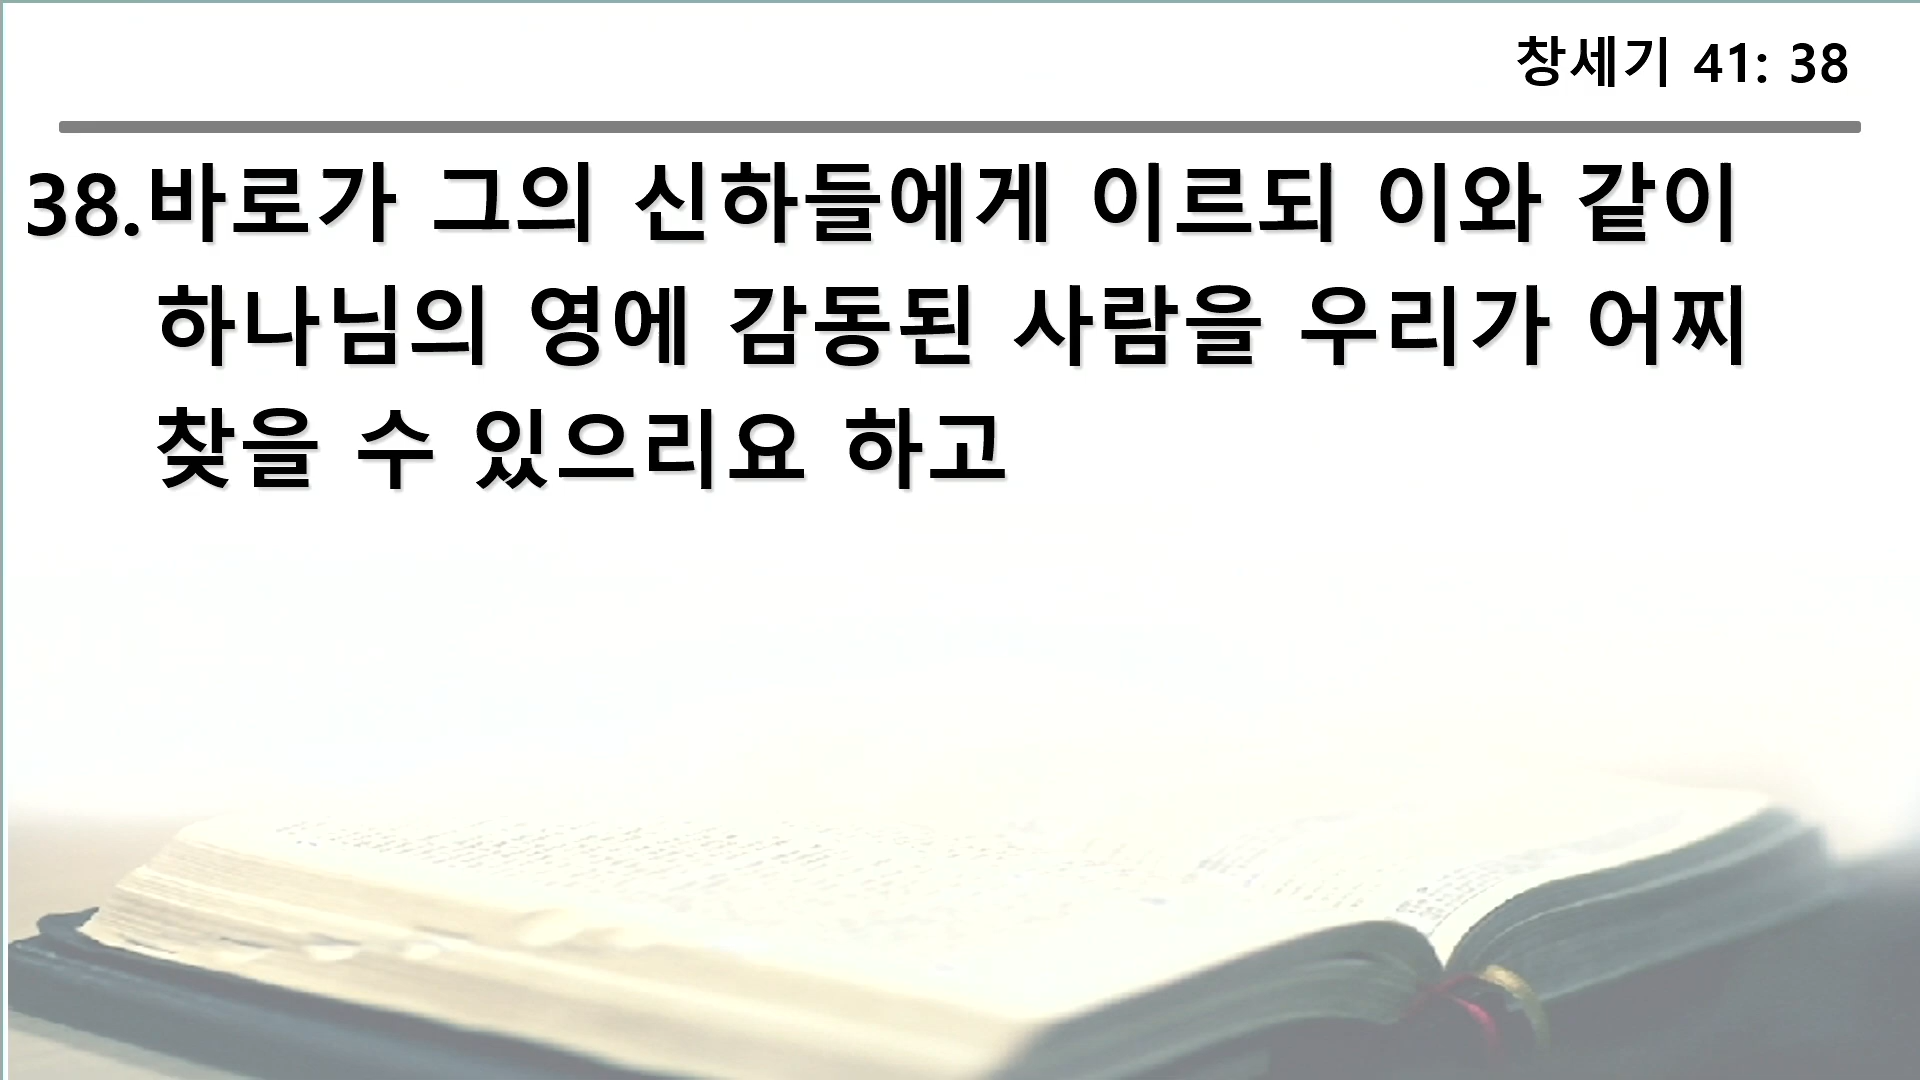 창세기 41: 38
38.바로가 그의 신하들에게 이르되 이와 같이
하나님의 영에 감동된 사람을 우리가 어찌
찾을 수 있으리요 하고